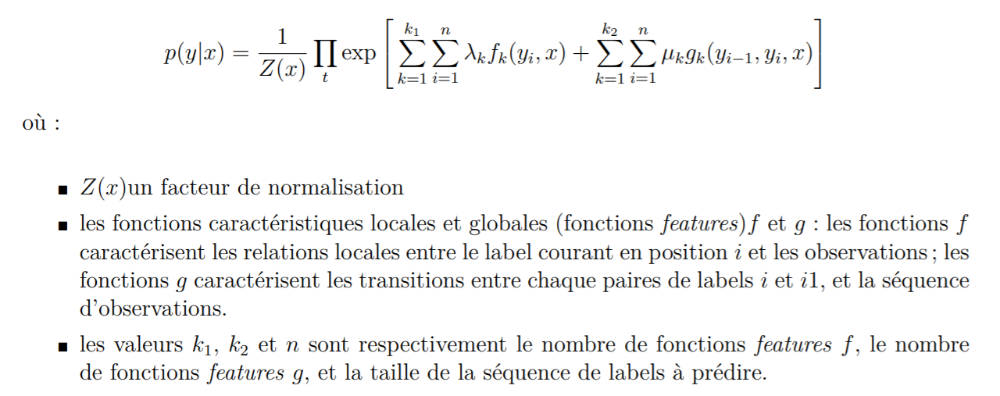 p(y|x) = \frac{1}{Z(x)} \prod_{t} \exp \left[ \sum_{k=1}^{k_1} \sum_{i=1}^{n} \lambda_k f_k(y_i, x) + \sum_{k=1}^{k_2} \sum_{i=1}^{n} \mu_k g_k(y_{i-1}, y_i, x) \right]
où :
■ Z(x)un facteur de normalisation
■ les fonctions caractéristiques locales et globales (fonctions features)f et g : les fonctions f
caractérisent les relations locales entre le label courant en position i et les observations ; les
fonctions g caractérisent les transitions entre chaque paires de labels i et i1, et la séquence
d'observations.
■ les valeurs k₁, k₂ et n sont respectivement le nombre de fonctions features f, le nombre
de fonctions features g, et la taille de la séquence de labels à prédire.